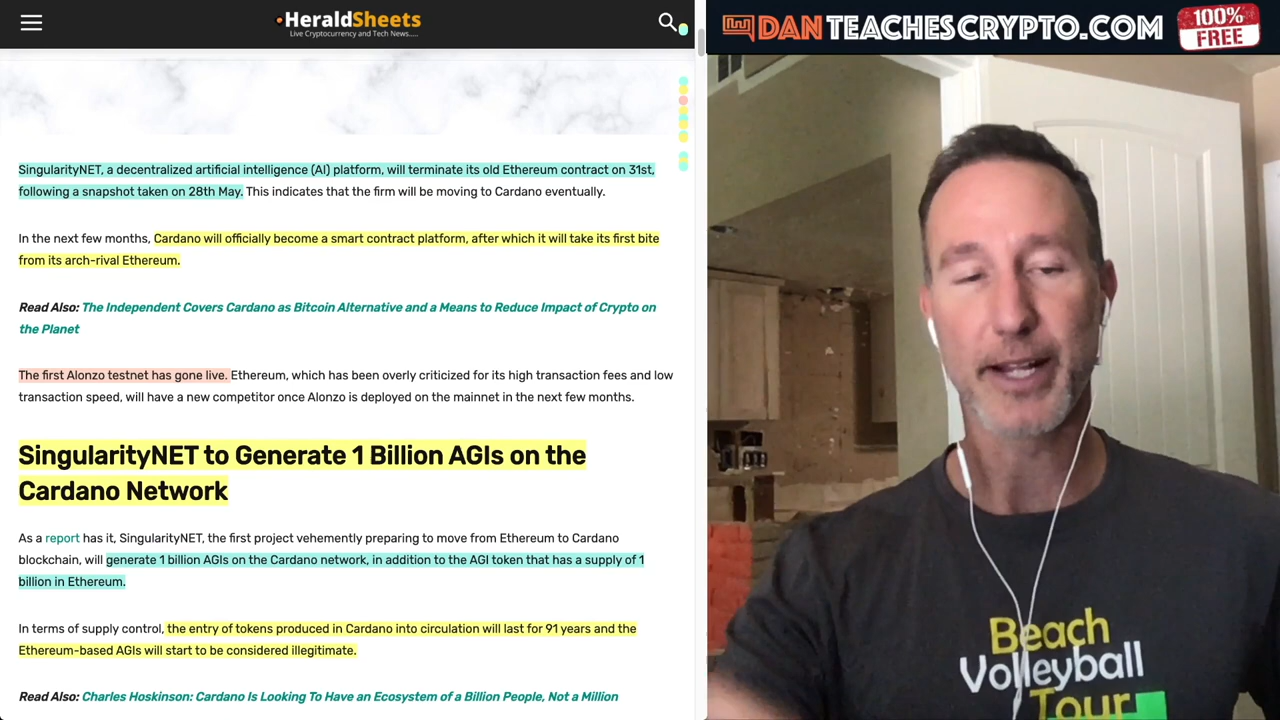 HeraldSheets
Live Cryptocurrency and Tech News.....
DANTEACHESCRYPTO.COM
100%
FREE
SingularityNET, a decentralized artificial intelligence (AI) platform, will terminate its old Ethereum contract on 31st,
following a snapshot taken on 28th May. This indicates that the firm will be moving to Cardano eventually.
In the next few months, Cardano will officially become a smart contract platform, after which it will take its first bite
from its arch-rival Ethereum.
Read Also: The Independent Covers Cardano as Bitcoin Alternative and a Means to Reduce Impact of Crypto on
the Planet
The first Alonzo testnet has gone live. Ethereum, which has been overly criticized for its high transaction fees and low
transaction speed, will have a new competitor once Alonzo is deployed on the mainnet in the next few months.
SingularityNET to Generate 1 Billion AGIs on the
Cardano Network
As a report has it, SingularityNET, the first project vehemently preparing to move from Ethereum to Cardano
blockchain, will generate 1 billion AGIs on the Cardano network, in addition to the AGI token that has a supply of 1
billion in Ethereum.
In terms of supply control, the entry of tokens produced in Cardano into circulation will last for 91 years and the
Ethereum-based AGIs will start to be considered illegitimate.
Read Also: Charles Hoskinson: Cardano Is Looking To Have an Ecosystem of a Billion People, Not a Million
Beach
Volleyball
Tour